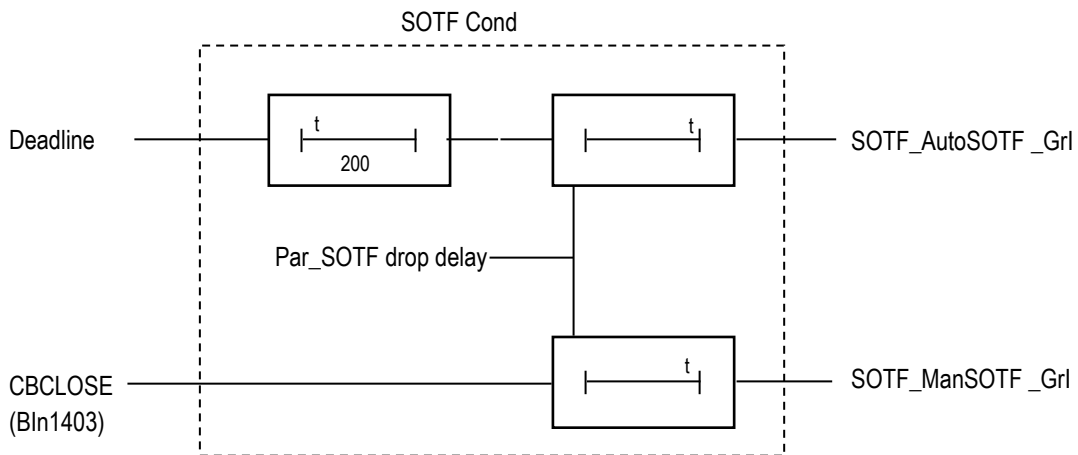 SOTF Cond
Deadline
t
200
t
SOTF_AutoSOTF _GrI
Par_SOTF drop delay
t
CBCLOSE
(BIn1403)
SOTF_ManSOTF _GrI